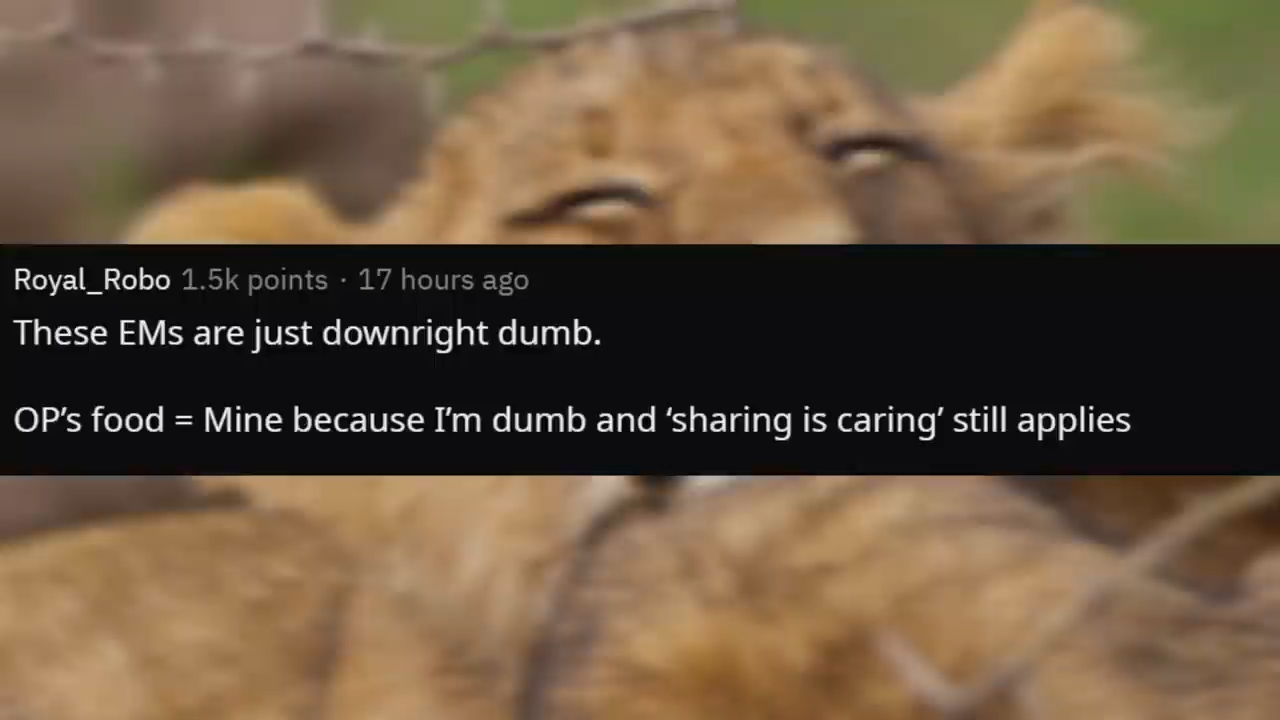 Royal_Robo 1.5k points · 17 hours ago
These EMs are just downright dumb.
OP’s food = Mine because I’m dumb and ‘sharing is caring’ still applies